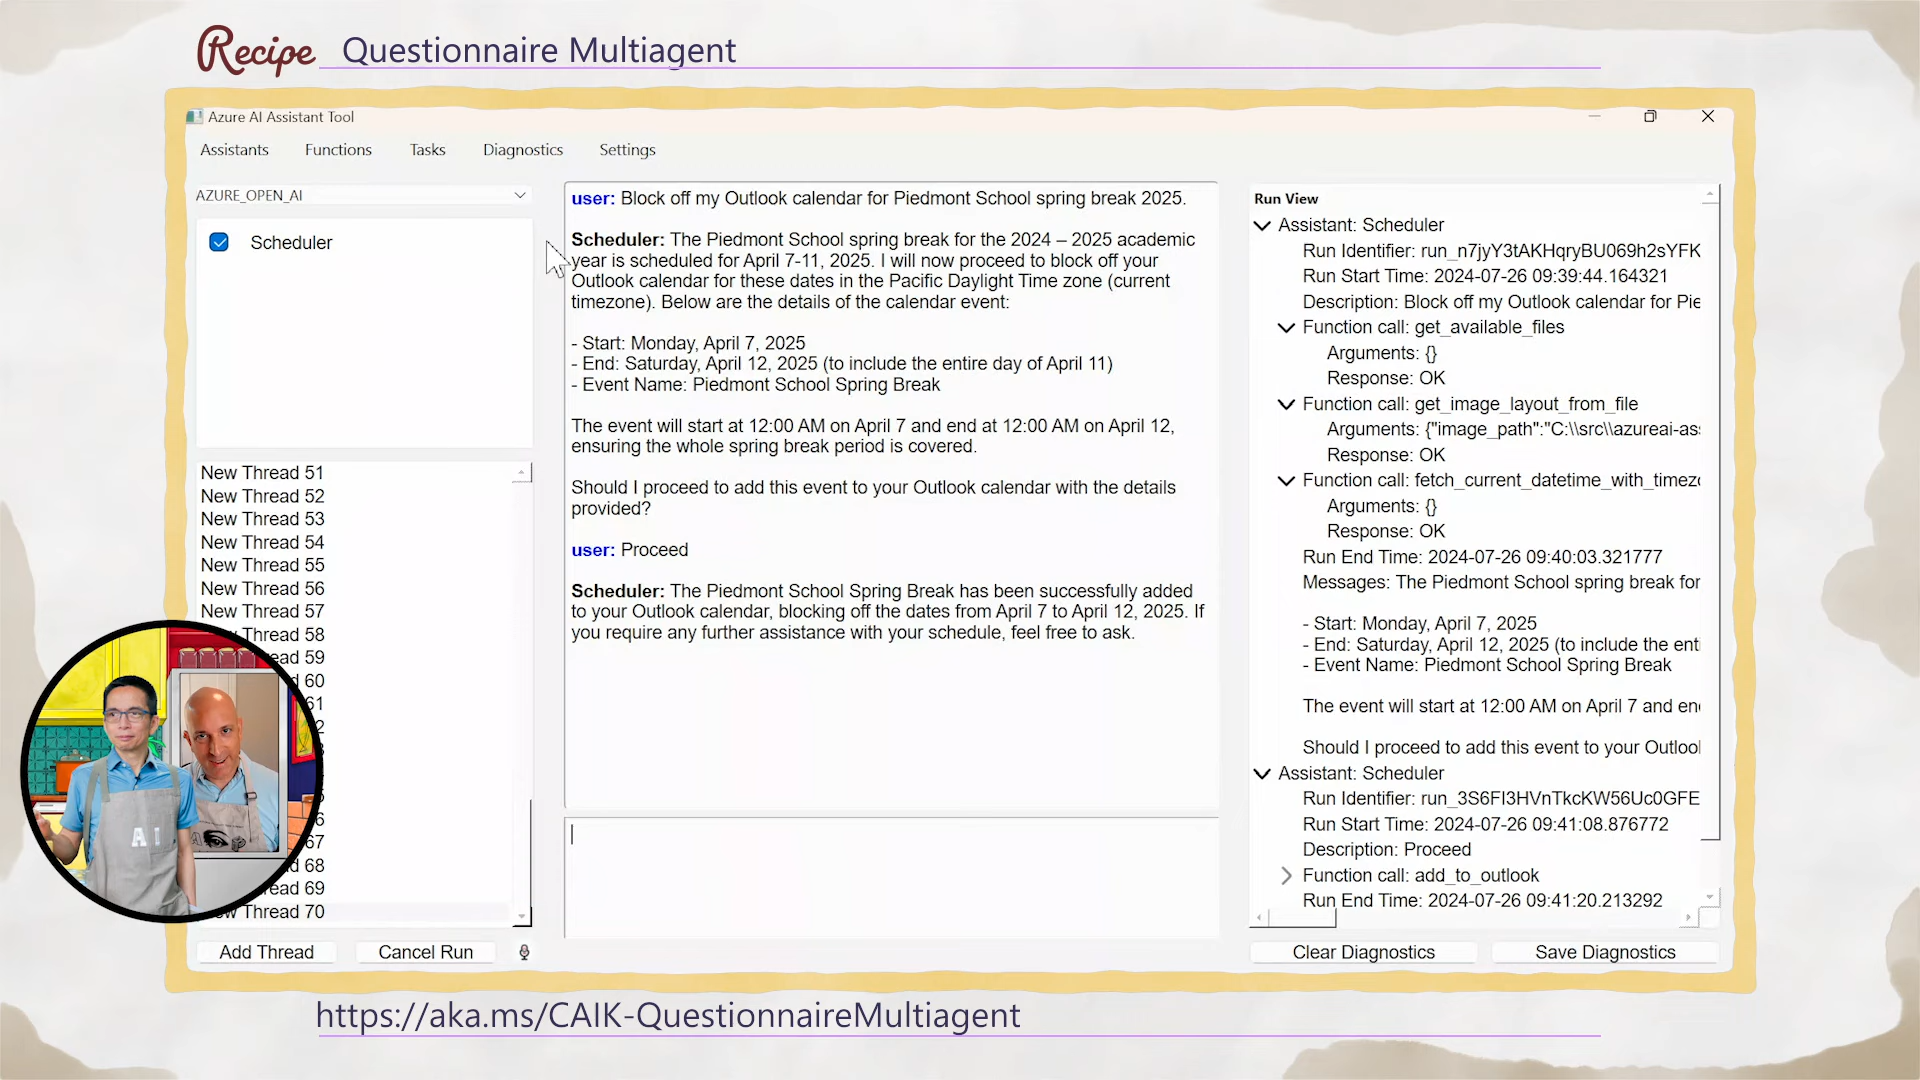 Recipe Questionnaire Multiagent
Azure AI Assistant Tool
Assistants Functions Tasks Diagnostics Settings
AZURE_OPEN_AI
Scheduler
New Thread 51
New Thread 52
New Thread 53
New Thread 54
New Thread 55
New Thread 56
New Thread 57
Thread 58
ead 59
60
61
2
6
67
d 68
ead 69
w Thread 70
Add Thread Cancel Run
AI
user: Block off my Outlook calendar for Piedmont School spring break 2025.
Scheduler: The Piedmont School spring break for the 2024 – 2025 academic
year is scheduled for April 7-11, 2025. I will now proceed to block off your
Outlook calendar for these dates in the Pacific Daylight Time zone (current
timezone). Below are the details of the calendar event:
- Start: Monday, April 7, 2025
- End: Saturday, April 12, 2025 (to include the entire day of April 11)
- Event Name: Piedmont School Spring Break
The event will start at 12:00 AM on April 7 and end at 12:00 AM on April 12,
ensuring the whole spring break period is covered.
Should I proceed to add this event to your Outlook calendar with the details
provided?
user: Proceed
Scheduler: The Piedmont School Spring Break has been successfully added
to your Outlook calendar, blocking off the dates from April 7 to April 12, 2025. If
you require any further assistance with your schedule, feel free to ask.
Run View
Assistant: Scheduler
Run Identifier: run_n7jyY3tAKHqryBU069h2sYFK
Run Start Time: 2024-07-26 09:39:44.164321
Description: Block off my Outlook calendar for Pie
Function call: get_available_files
Arguments: {}
Response: OK
Function call: get_image_layout_from_file
Arguments: {"image_path":"C:\\src\\azureai-ass
Response: OK
Function call: fetch_current_datetime_with_timezo
Arguments: {}
Response: OK
Run End Time: 2024-07-26 09:40:03.321777
Messages: The Piedmont School spring break for
- Start: Monday, April 7, 2025
- End: Saturday, April 12, 2025 (to include the enti
- Event Name: Piedmont School Spring Break
The event will start at 12:00 AM on April 7 and en
Should I proceed to add this event to your Outlool
Assistant: Scheduler
Run Identifier: run_3S6FI3HVnTkcKW56Uc0GFE
Run Start Time: 2024-07-26 09:41:08.876772
Description: Proceed
Function call: add_to_outlook
Run End Time: 2024-07-26 09:41:20.213292
Clear Diagnostics Save Diagnostics
https://aka.ms/CAIK-QuestionnaireMultiagent